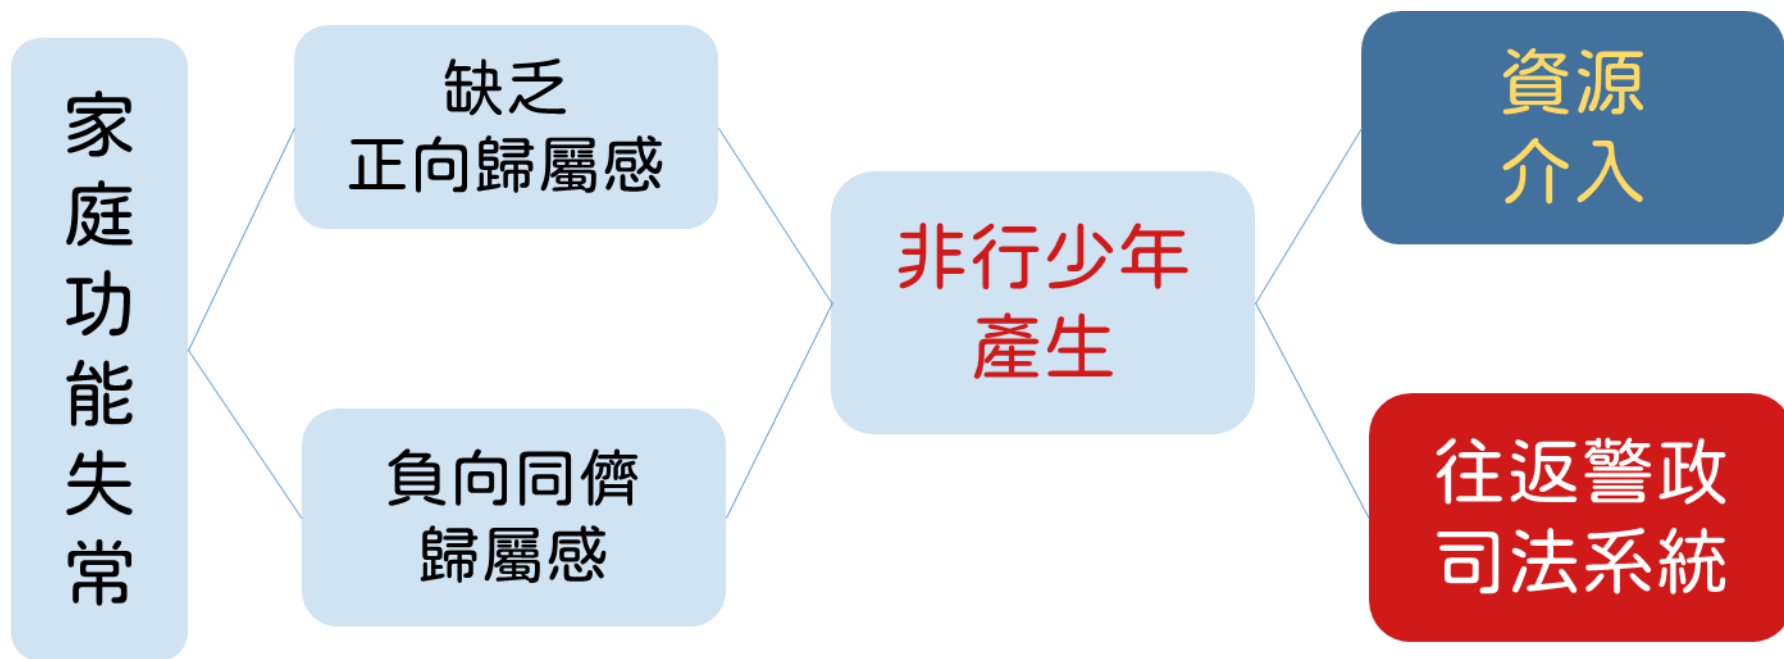 家庭功能失常
缺乏
正向歸屬感
負向同儕
歸屬感
非行少年
產生
資源
介入
往返警政
司法系統